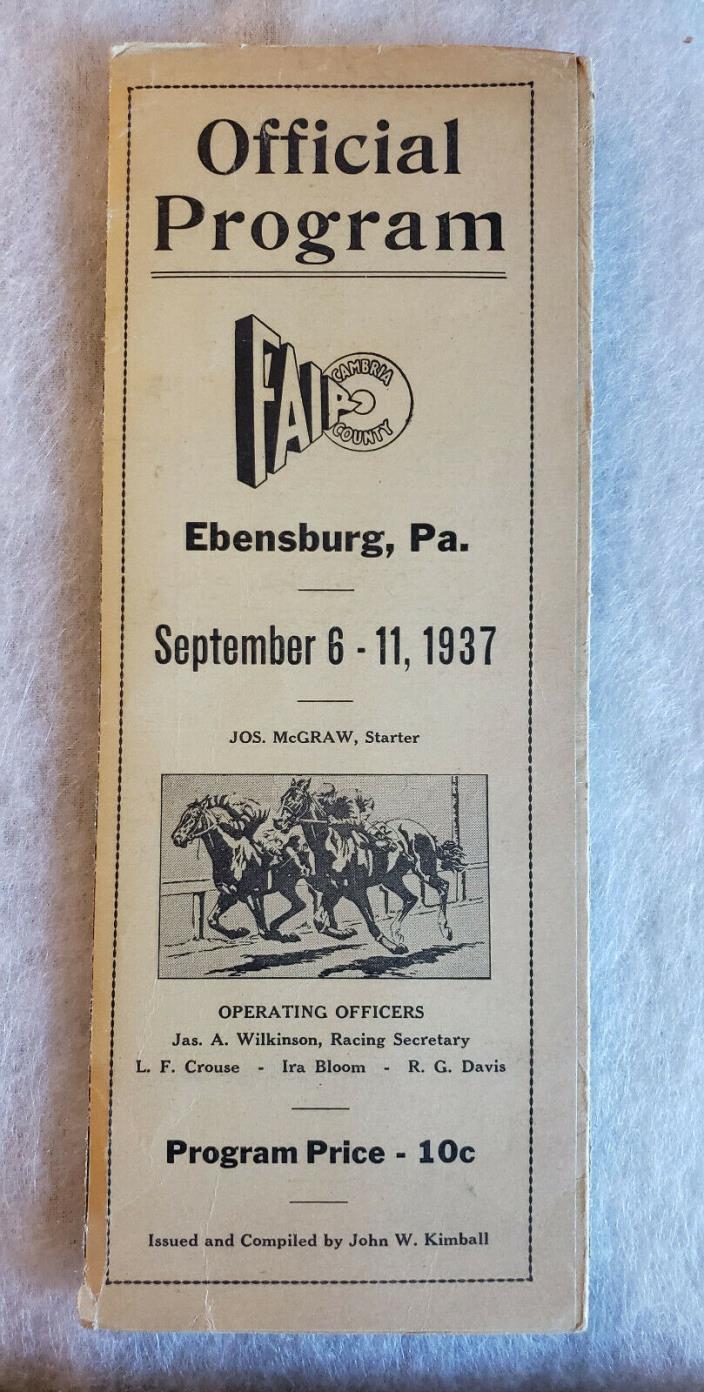 Official
Program
FAIR
CAMBRIA
COUNTY
Ebensburg, Pa.
September 6 - 11, 1937
JOS. McGRAW, Starter
OPERATING OFFICERS
Jas. A. Wilkinson, Racing Secretary
L. F. Crouse - Ira Bloom - R. G. Davis
Program Price - 10c
Issued and Compiled by John W. Kimball